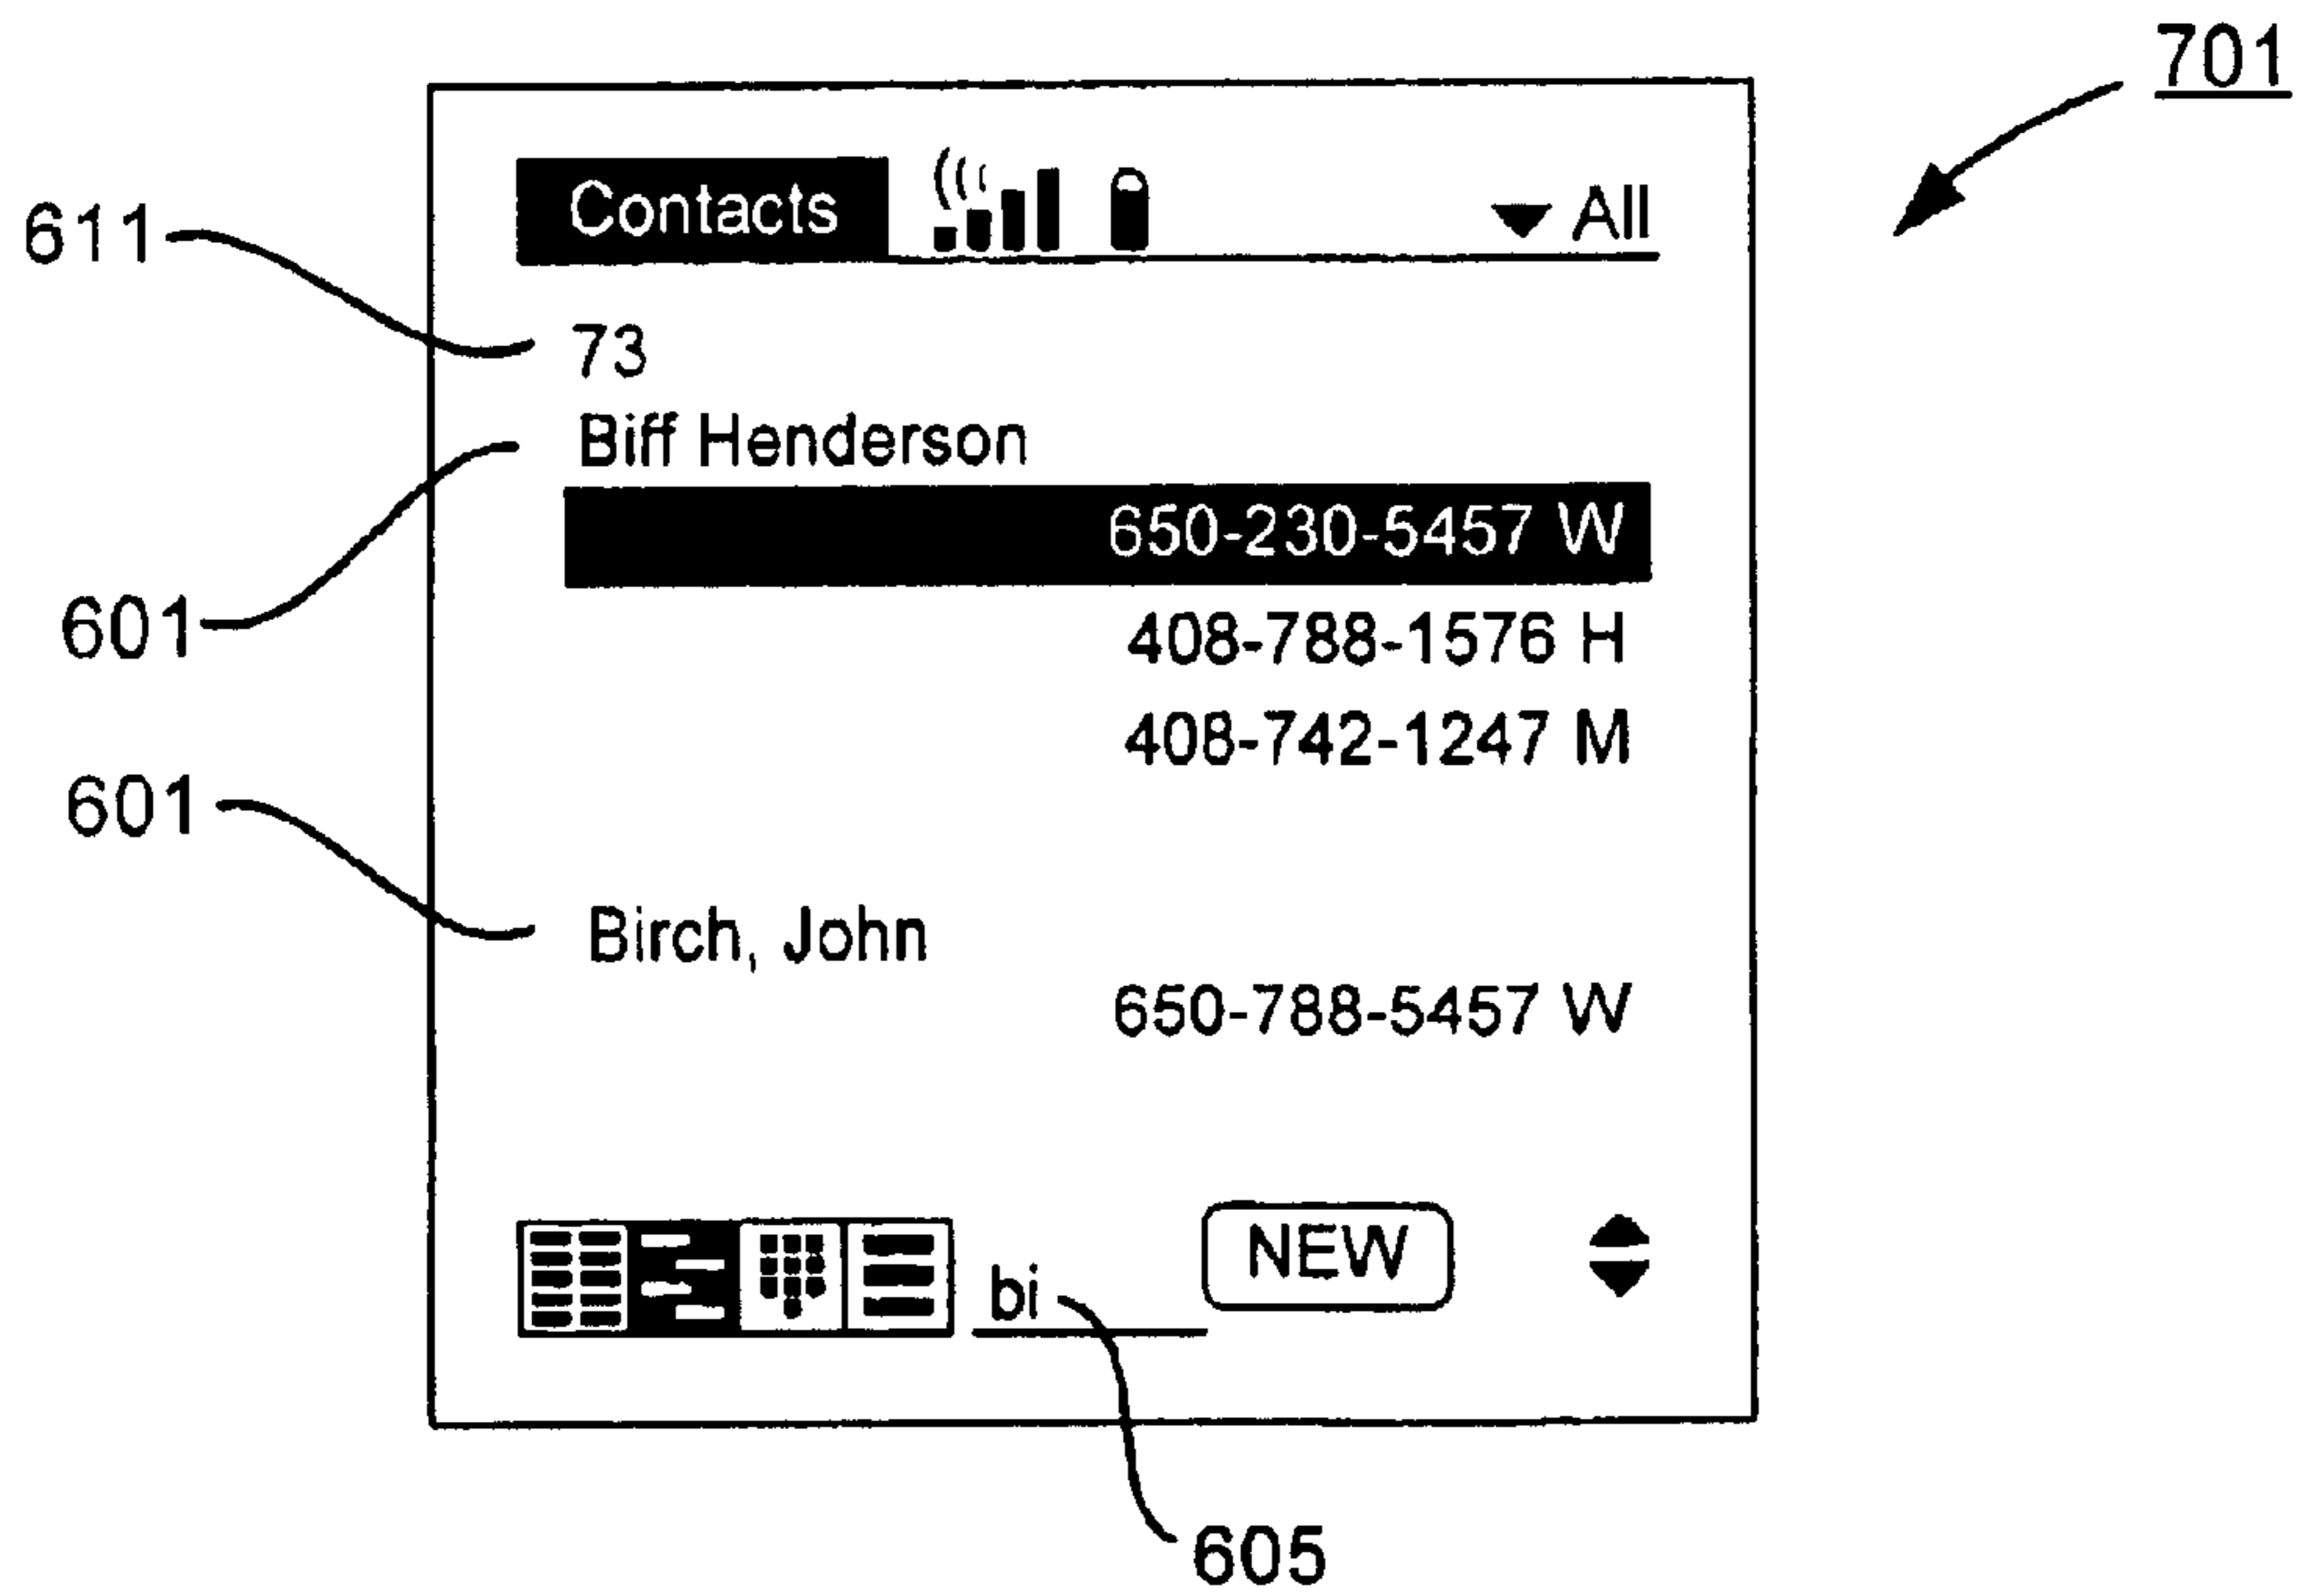 701
Contacts All
611
73
Biff Henderson
650-230-5457 W
601
408-788-1576 H
408-742-1247 M
601
Birch, John
650-788-5457 W
bi NEW
605